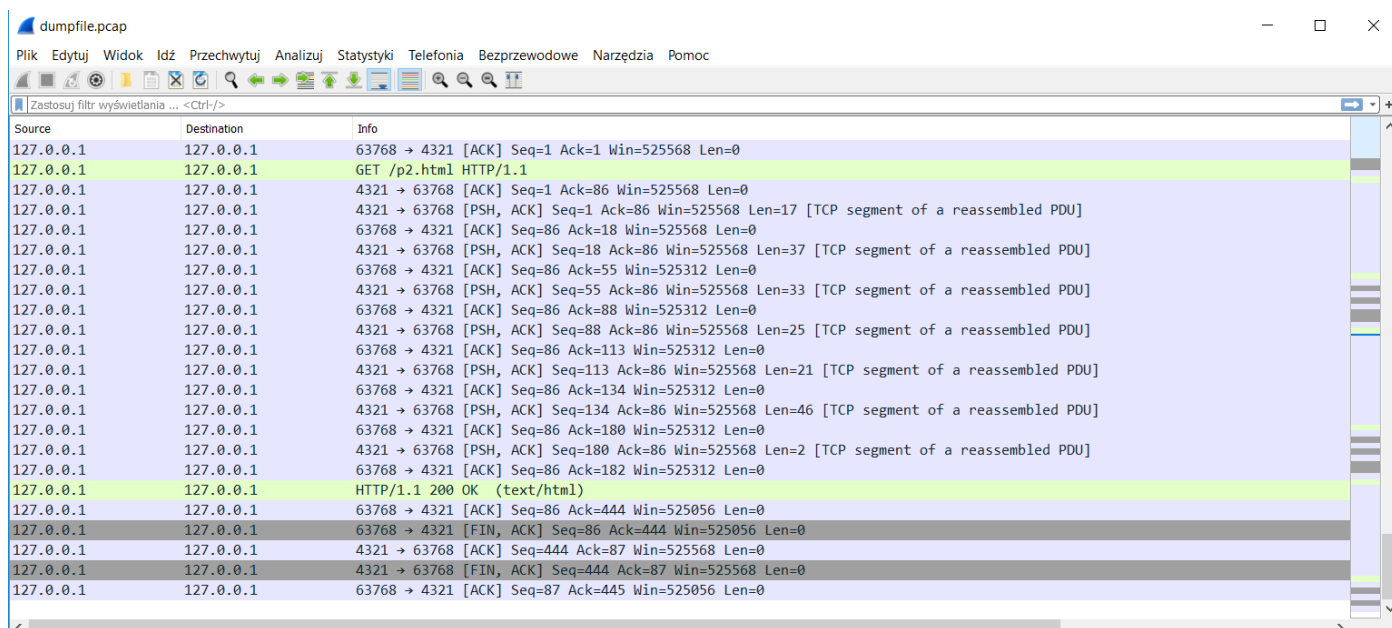 dumpfile.pcap
Plik Edytuj Widok Idź Przechwytuj Analizuj Statystyki Telefonia Bezprzewodowe Narzędzia Pomoc
Zastosuj filtr wyświetlania ... <Ctrl-/>
Source Destination Info
127.0.0.1 127.0.0.1 63768 → 4321 [ACK] Seq=1 Ack=1 Win=525568 Len=0
127.0.0.1 127.0.0.1 GET /p2.html HTTP/1.1
127.0.0.1 127.0.0.1 4321 → 63768 [ACK] Seq=1 Ack=86 Win=525568 Len=0
127.0.0.1 127.0.0.1 4321 → 63768 [PSH, ACK] Seq=1 Ack=86 Win=525568 Len=17 [TCP segment of a reassembled PDU]
127.0.0.1 127.0.0.1 63768 → 4321 [ACK] Seq=86 Ack=18 Win=525568 Len=0
127.0.0.1 127.0.0.1 4321 → 63768 [PSH, ACK] Seq=18 Ack=86 Win=525568 Len=37 [TCP segment of a reassembled PDU]
127.0.0.1 127.0.0.1 63768 → 4321 [ACK] Seq=86 Ack=55 Win=525312 Len=0
127.0.0.1 127.0.0.1 4321 → 63768 [PSH, ACK] Seq=55 Ack=86 Win=525568 Len=33 [TCP segment of a reassembled PDU]
127.0.0.1 127.0.0.1 63768 → 4321 [ACK] Seq=86 Ack=88 Win=525312 Len=0
127.0.0.1 127.0.0.1 4321 → 63768 [PSH, ACK] Seq=88 Ack=86 Win=525568 Len=25 [TCP segment of a reassembled PDU]
127.0.0.1 127.0.0.1 63768 → 4321 [ACK] Seq=86 Ack=113 Win=525312 Len=0
127.0.0.1 127.0.0.1 4321 → 63768 [PSH, ACK] Seq=113 Ack=86 Win=525568 Len=21 [TCP segment of a reassembled PDU]
127.0.0.1 127.0.0.1 63768 → 4321 [ACK] Seq=86 Ack=134 Win=525312 Len=0
127.0.0.1 127.0.0.1 4321 → 63768 [PSH, ACK] Seq=134 Ack=86 Win=525568 Len=46 [TCP segment of a reassembled PDU]
127.0.0.1 127.0.0.1 63768 → 4321 [ACK] Seq=86 Ack=180 Win=525312 Len=0
127.0.0.1 127.0.0.1 4321 → 63768 [PSH, ACK] Seq=180 Ack=86 Win=525568 Len=2 [TCP segment of a reassembled PDU]
127.0.0.1 127.0.0.1 63768 → 4321 [ACK] Seq=86 Ack=182 Win=525312 Len=0
127.0.0.1 127.0.0.1 HTTP/1.1 200 OK (text/html)
127.0.0.1 127.0.0.1 63768 → 4321 [ACK] Seq=86 Ack=444 Win=525056 Len=0
127.0.0.1 127.0.0.1 63768 → 4321 [FIN, ACK] Seq=86 Ack=444 Win=525056 Len=0
127.0.0.1 127.0.0.1 4321 → 63768 [ACK] Seq=444 Ack=87 Win=525568 Len=0
127.0.0.1 127.0.0.1 4321 → 63768 [FIN, ACK] Seq=444 Ack=87 Win=525568 Len=0
127.0.0.1 127.0.0.1 63768 → 4321 [ACK] Seq=87 Ack=445 Win=525056 Len=0